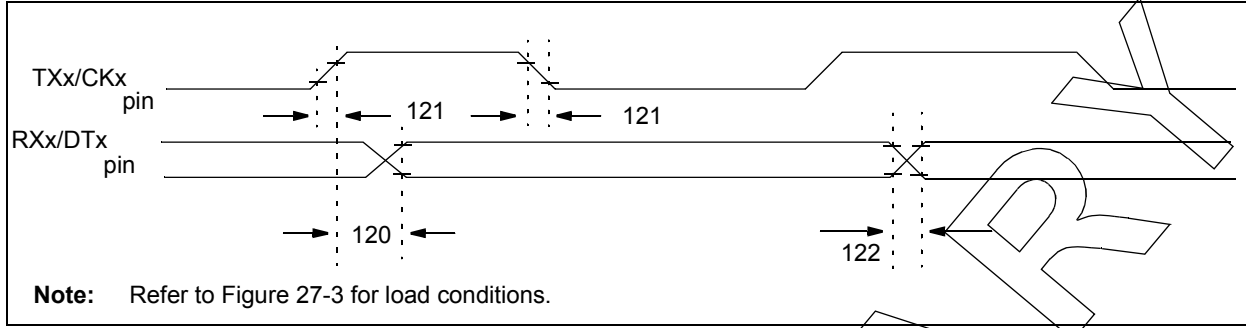 TXx/CKx
pin
121
121
RXx/DTx
pin
120
122
Note: Refer to Figure 27-3 for load conditions.
RY